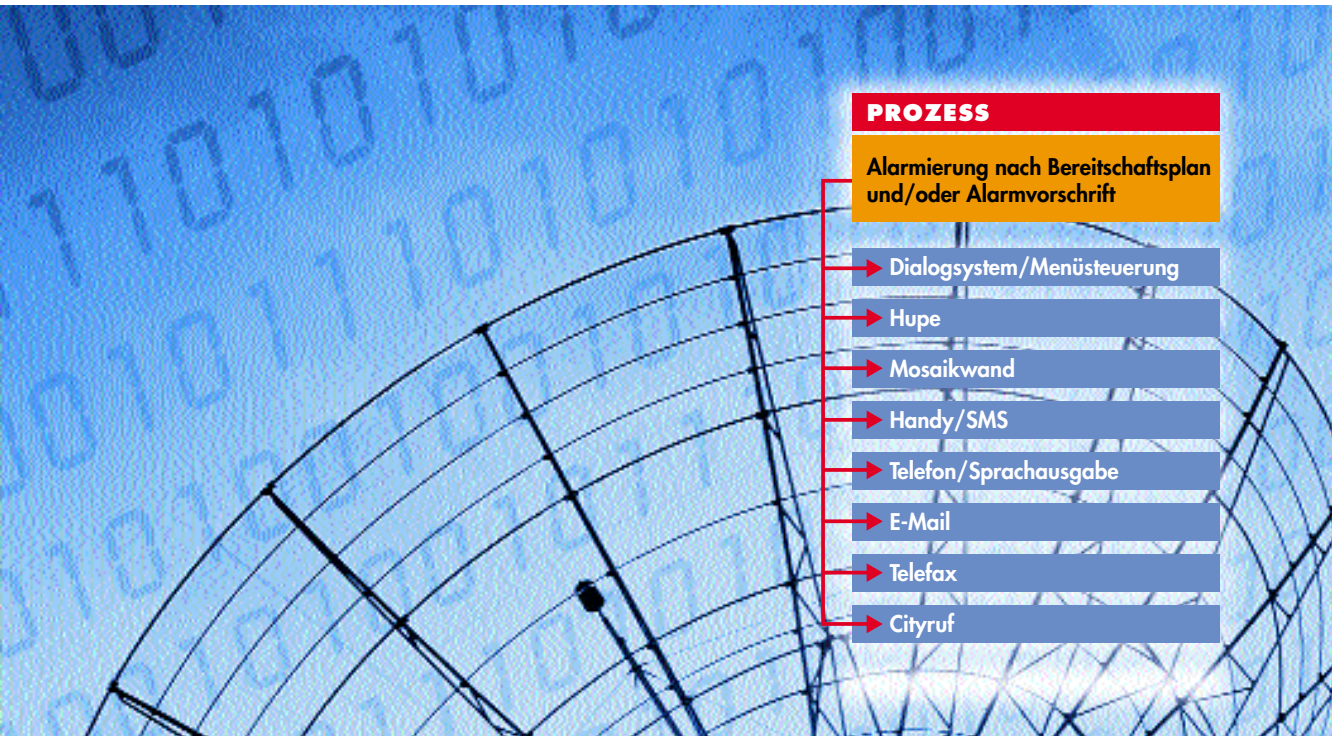 PROZESS
Alarmierung nach Bereitschaftsplan
und/oder Alarmvorschrift
Dialogsystem/Menüsteuerung
Hupe
Mosaikwand
Handy/SMS
Telefon/Sprachausgabe
E-Mail
Telefax
Cityruf